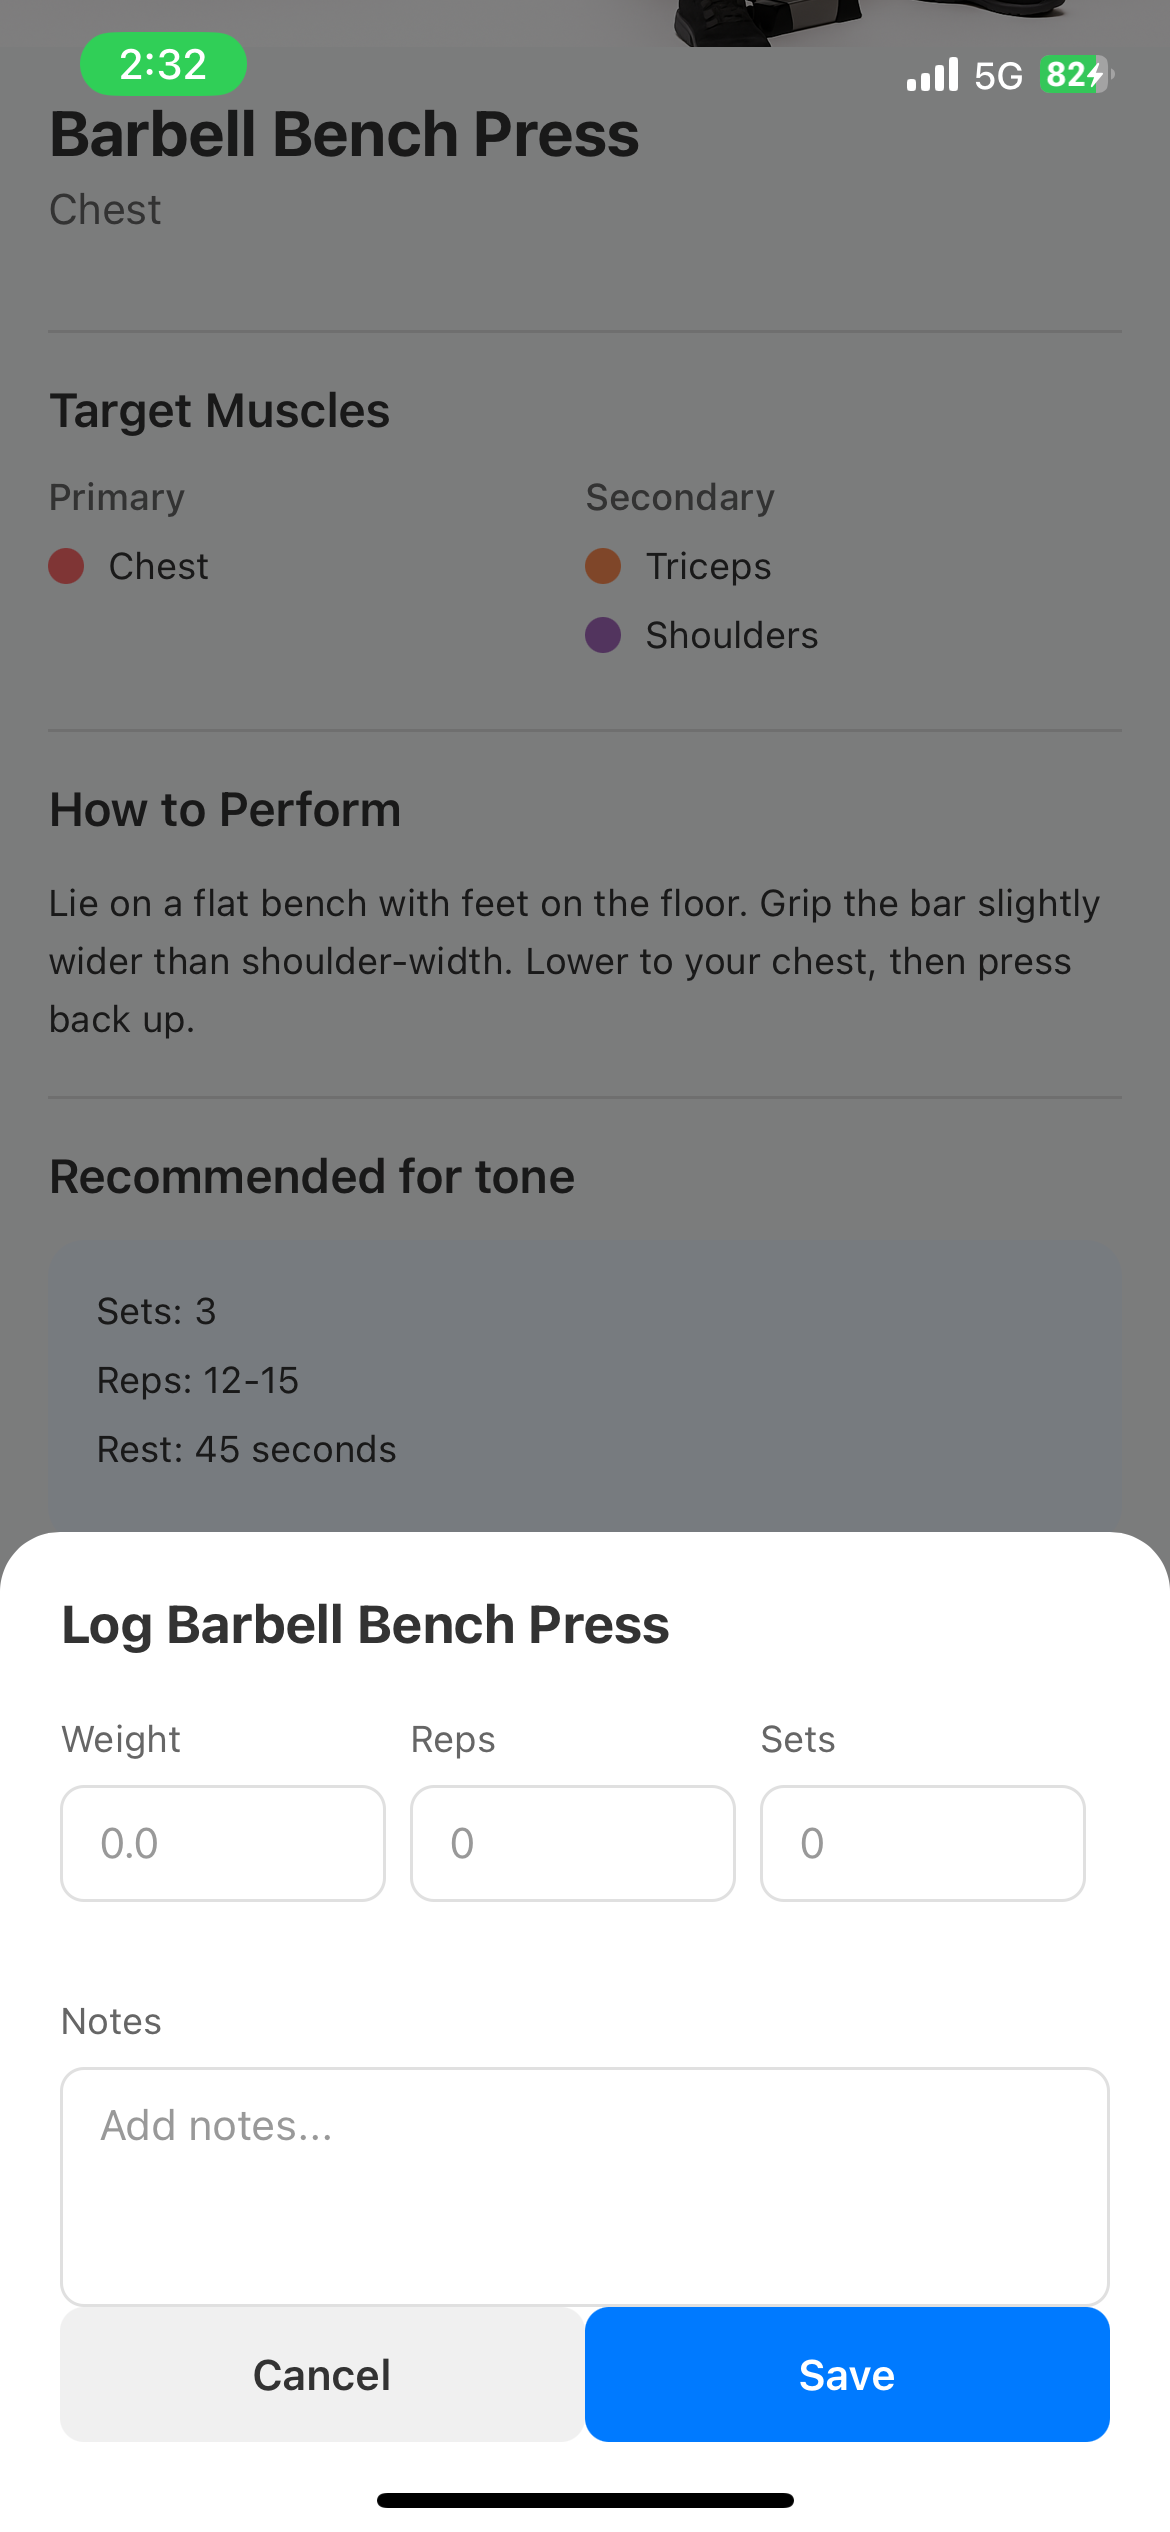 2:32
5G
82
Barbell Bench Press
Chest
Target Muscles
Primary
Secondary
Chest
Triceps
Shoulders
How to Perform
Lie on a flat bench with feet on the floor. Grip the bar slightly
wider than shoulder-width. Lower to your chest, then press
back up.
Recommended for tone
Sets: 3
Reps: 12-15
Rest: 45 seconds
Log Barbell Bench Press
Weight
Reps
Sets
0.0
0
0
Notes
Add notes...
Cancel
Save